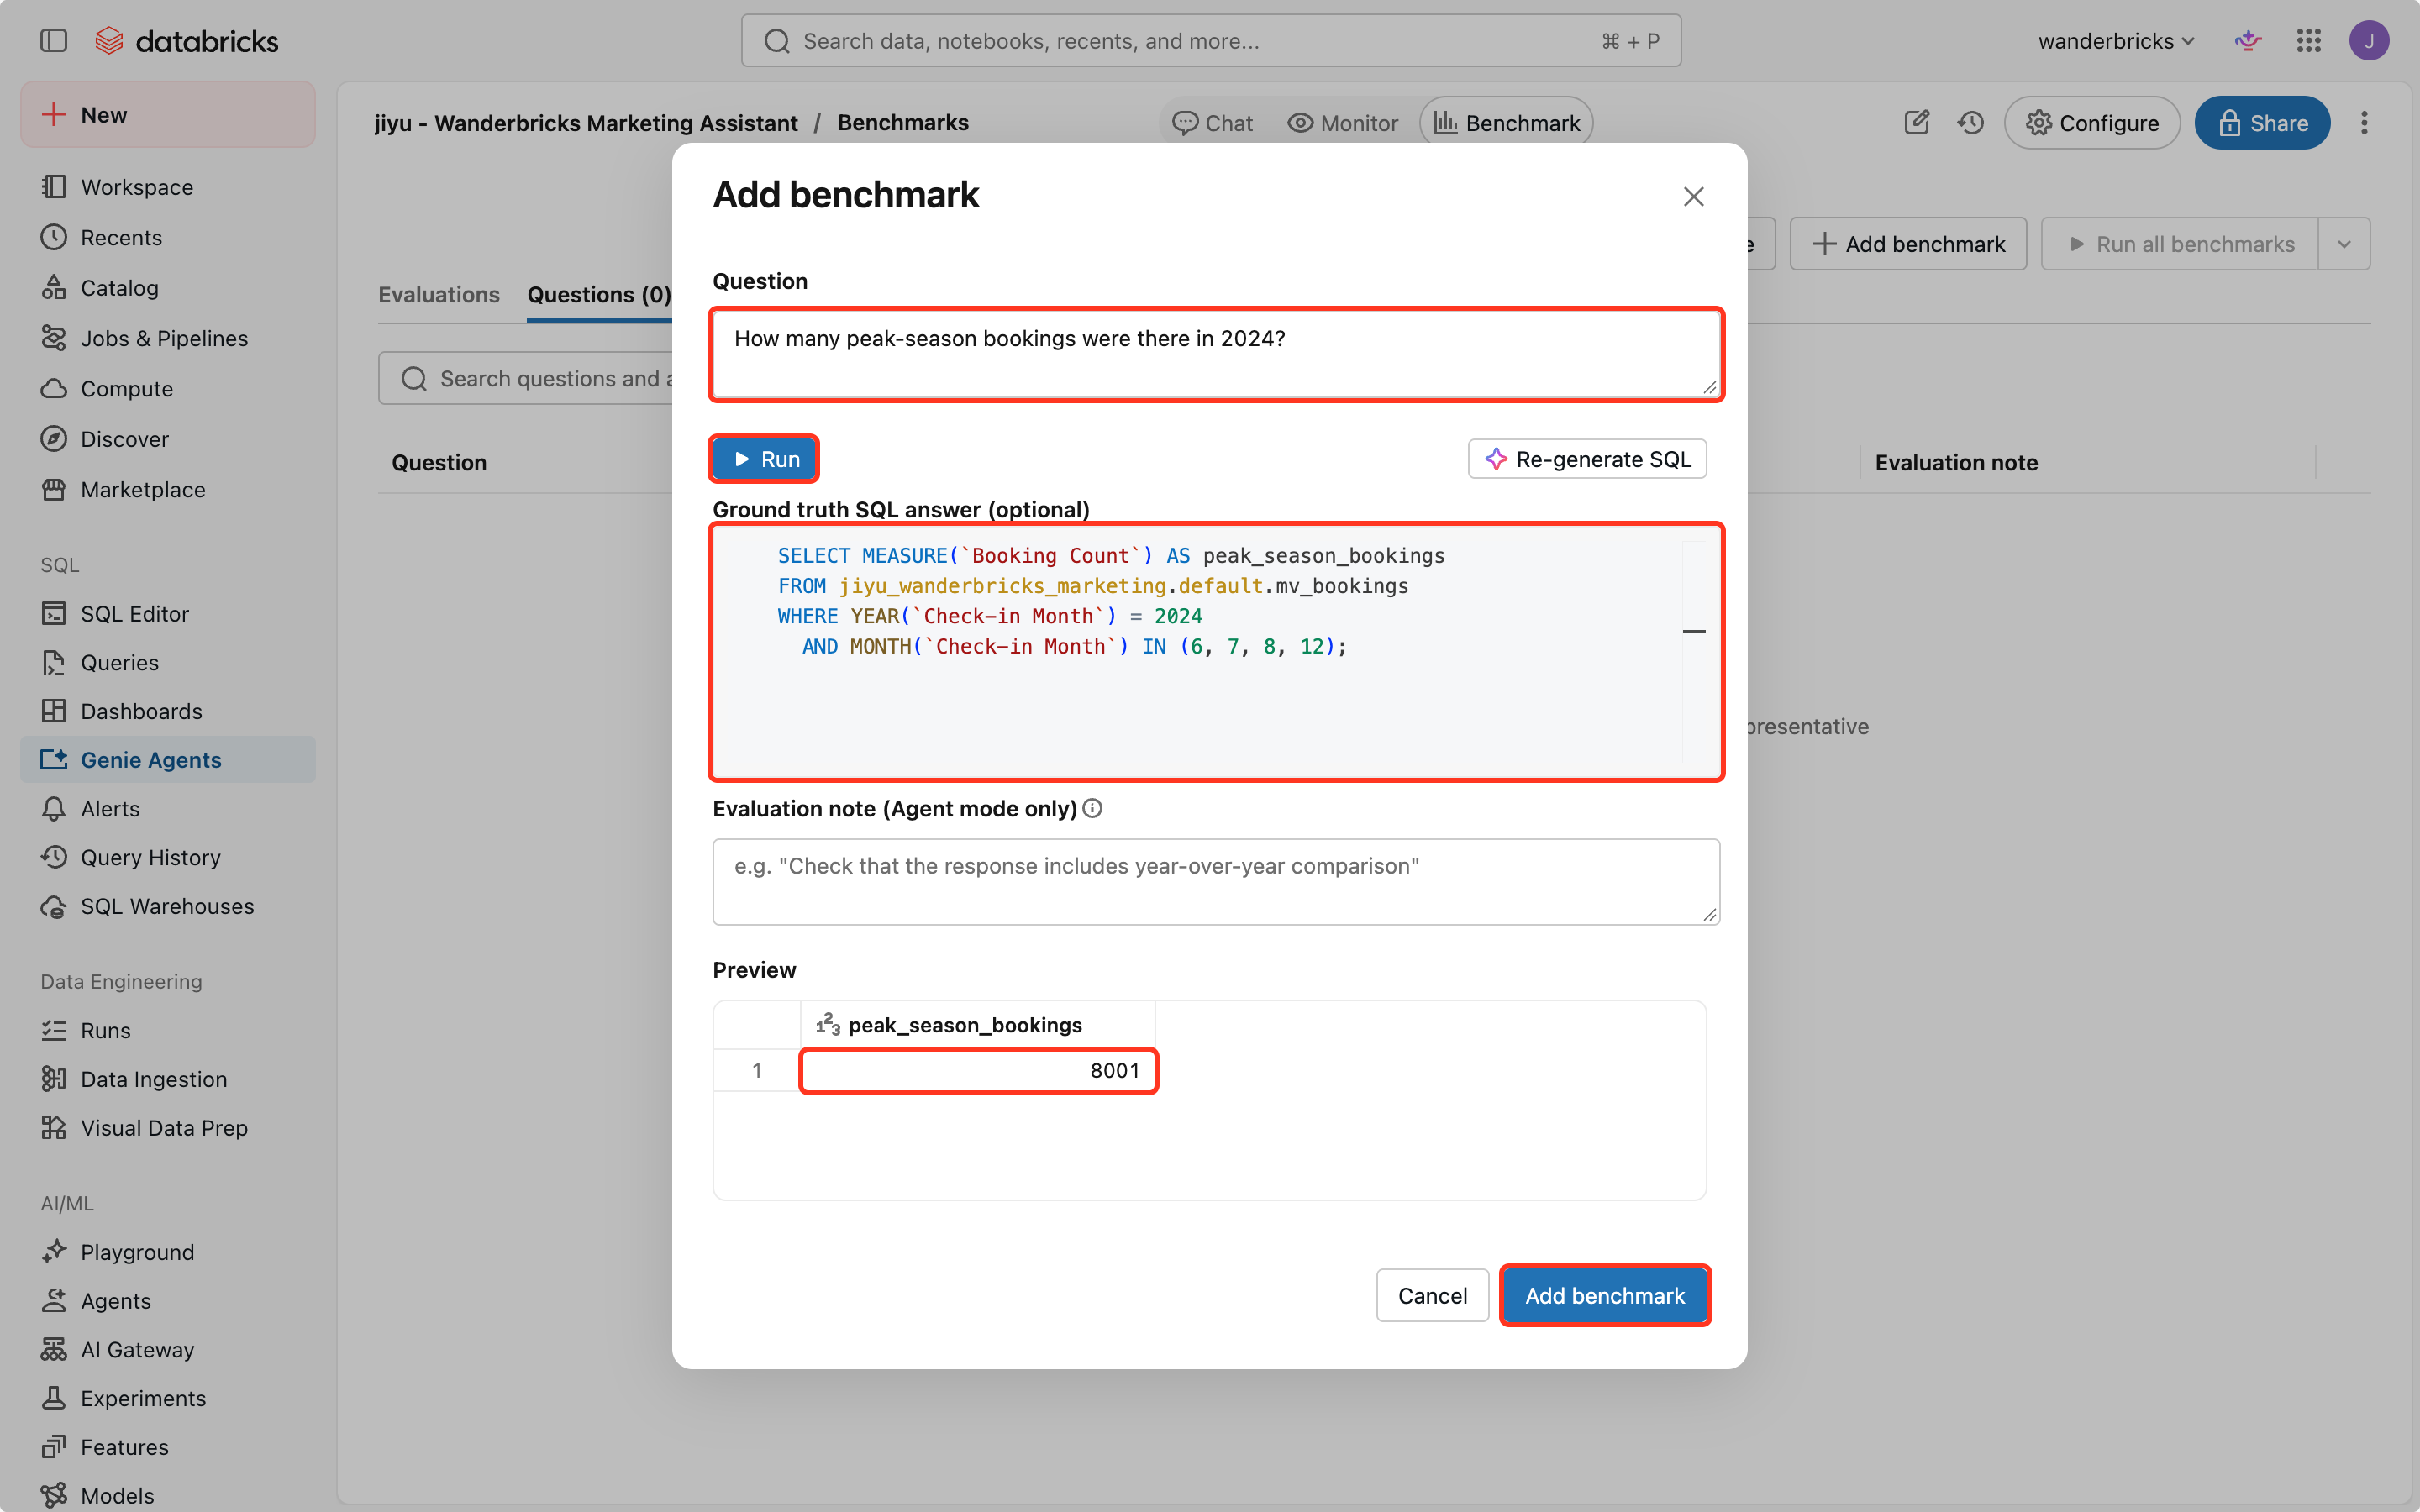 databricks
Search data, notebooks, recents, and more...
⌘ + P
wanderbricks
J
New
Workspace
Recents
Catalog
Jobs & Pipelines
Compute
Discover
Marketplace
SQL
SQL Editor
Queries
Dashboards
Genie Agents
Alerts
Query History
SQL Warehouses
Data Engineering
Runs
Data Ingestion
Visual Data Prep
AI/ML
Playground
Agents
AI Gateway
Experiments
Features
Models
jiyu - Wanderbricks Marketing Assistant / Benchmarks
Chat
Monitor
Benchmark
Configure
Share
Add benchmark
Run all benchmarks
Evaluations
Questions (0)
Search questions and
Question
Evaluation note
presentative
Add benchmark
Question
How many peak-season bookings were there in 2024?
Run
Re-generate SQL
Ground truth SQL answer (optional)
SELECT MEASURE(`Booking Count`) AS peak_season_bookings
FROM jiyu_wanderbricks_marketing.default.mv_bookings
WHERE YEAR(`Check-in Month`) = 2024
AND MONTH(`Check-in Month`) IN (6, 7, 8, 12);
Evaluation note (Agent mode only)
e.g. "Check that the response includes year-over-year comparison"
Preview
123 peak_season_bookings
1 8001
Cancel
Add benchmark